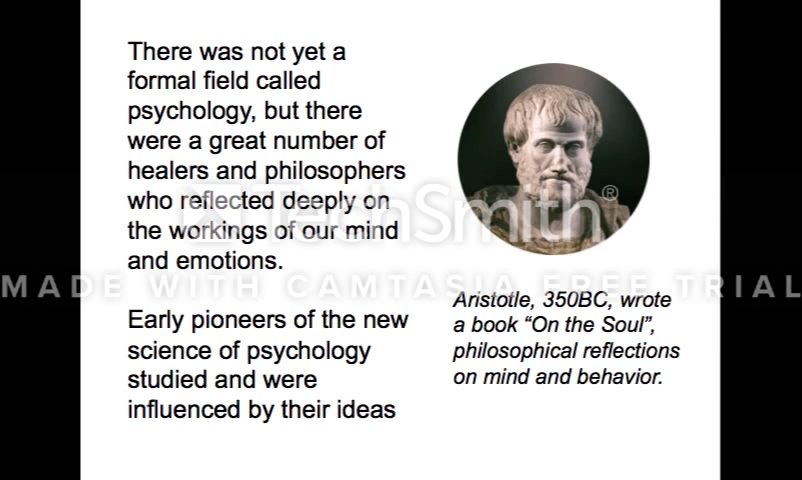 There was not yet a
formal field called
psychology, but there
were a great number of
healers and philosophers
who reflected deeply on
the workings of our mind
and emotions.
Early pioneers of the new
science of psychology
studied and were
influenced by their ideas
Aristotle, 350BC, wrote
a book “On the Soul”,
philosophical reflections
on mind and behavior.
TechSmith®
MADE WITH CAMTASIA FREE TRIAL